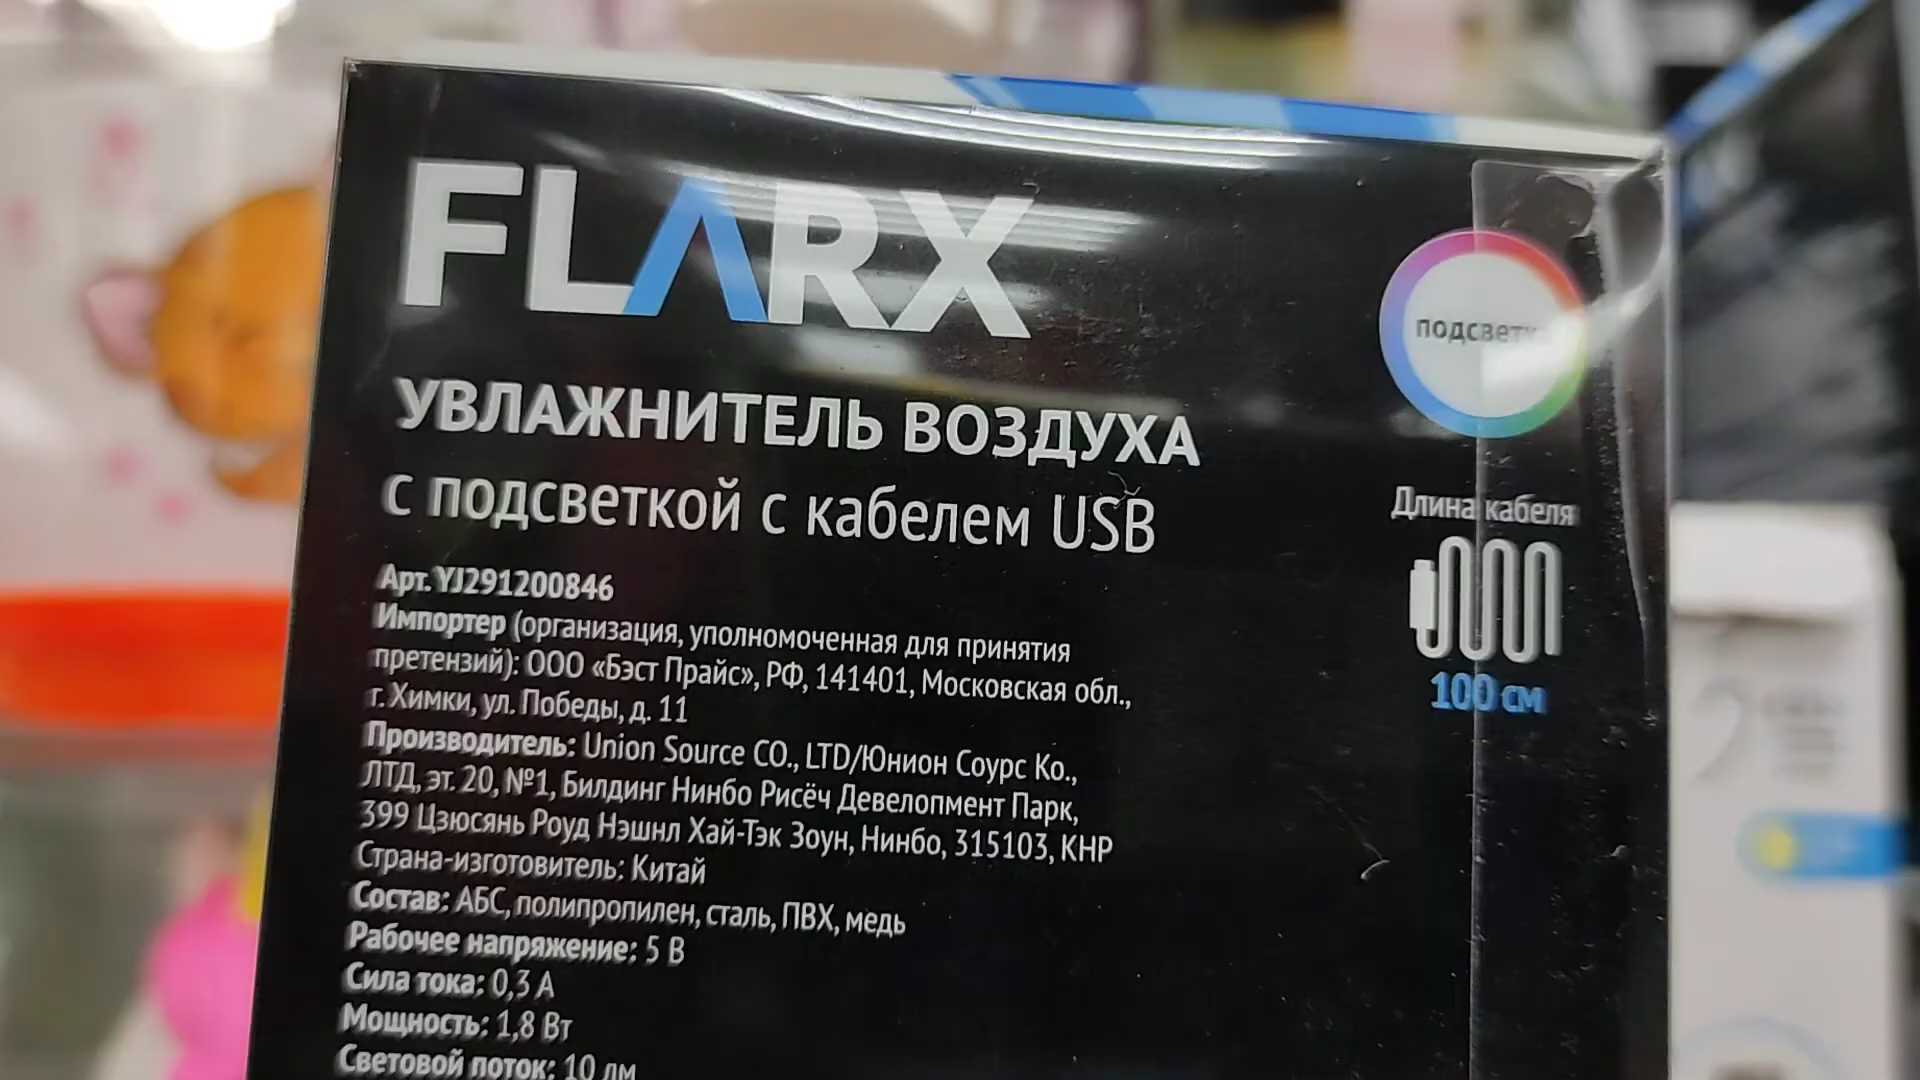 FLARX
УВЛАЖНИТЕЛЬ ВОЗДУХА
с подсветкой с кабелем USB
Арт. YJ291200846
Импортер (организация, уполномоченная для принятия
претензий): ООО «Бэст Прайс», РФ, 141401, Московская обл.,
г. Химки, ул. Победы, д. 11
Производитель: Union Source CO., LTD/Юнион Соурс Ко.,
ЛТД, эт. 20, №1, Билдинг Нинбо Рисёч Девелопмент Парк,
399 Цзюсянь Роуд Нэшнл Хай-Тэк Зоун, Нинбо, 315103, КНР
Страна-изготовитель: Китай
Состав: АБС, полипропилен, сталь, ПВХ, медь
Рабочее напряжение: 5 В
Сила тока: 0,3 А
Мощность: 1,8 Вт
Световой поток: 10 лм
подсветка
Длина кабеля
100 см